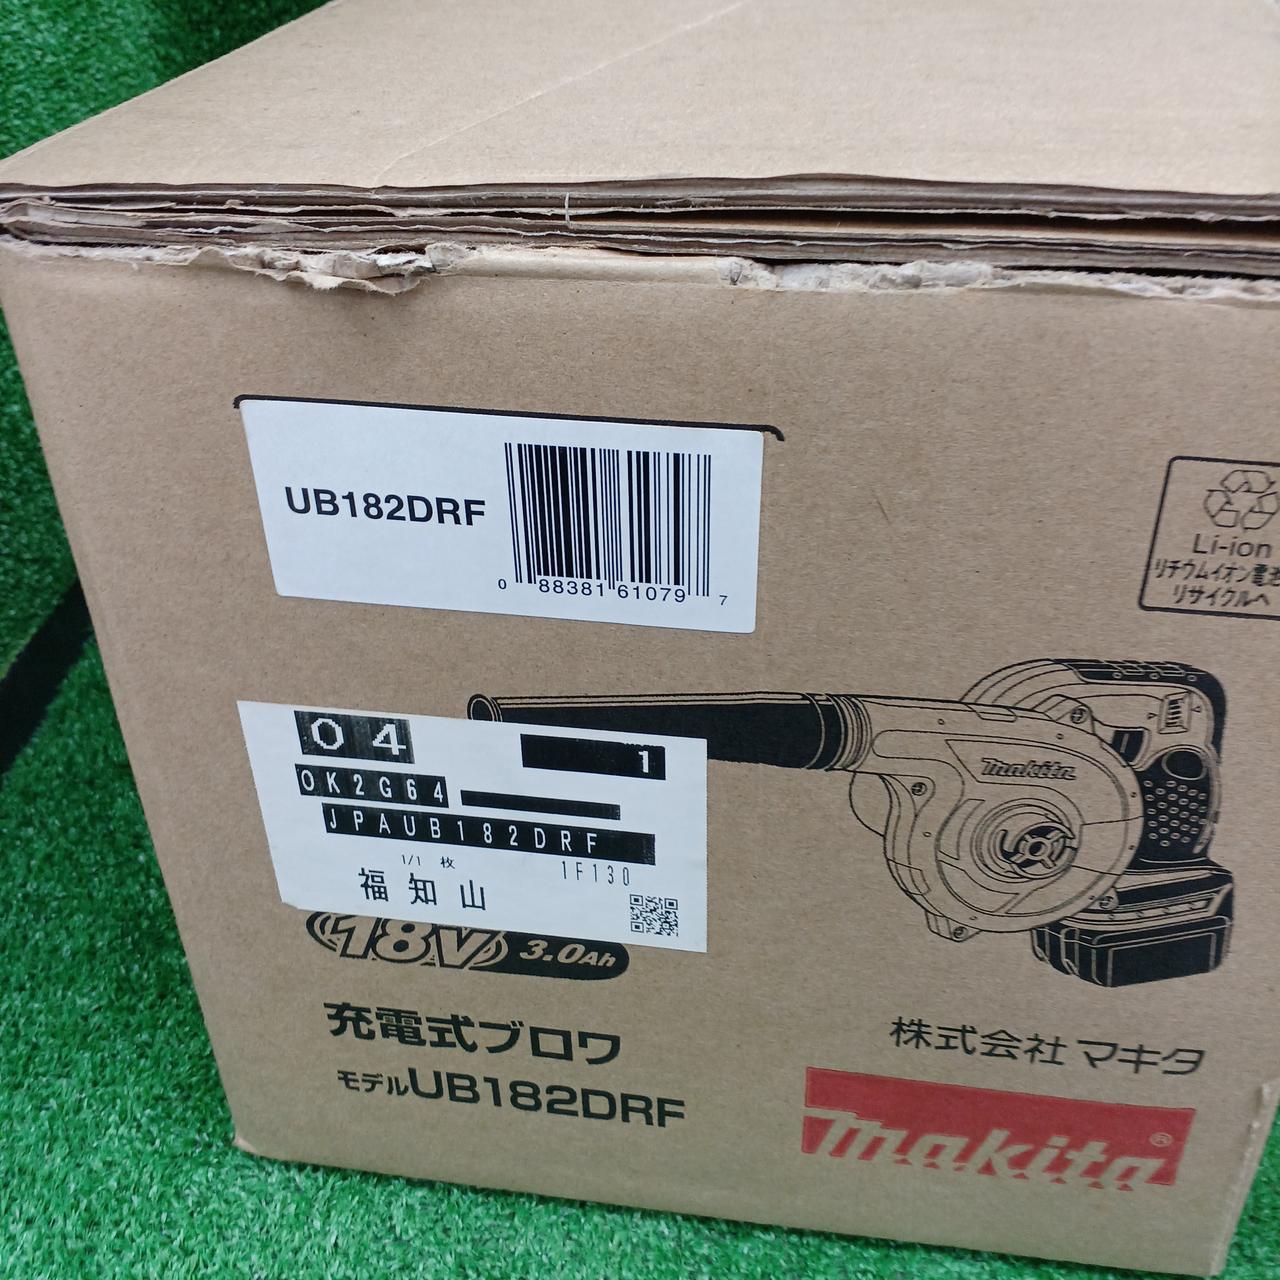 UB182DRF
0 88381 61079 7
Li-ion
リチウムイオン電池
リサイクルへ
makita
04
1
OK2G64
JPAUB182DRF
1/1 枚
1F130
福知山
18V 3.0Ah
充電式ブロワ
モデルUB182DRF
株式会社マキタ
makita®